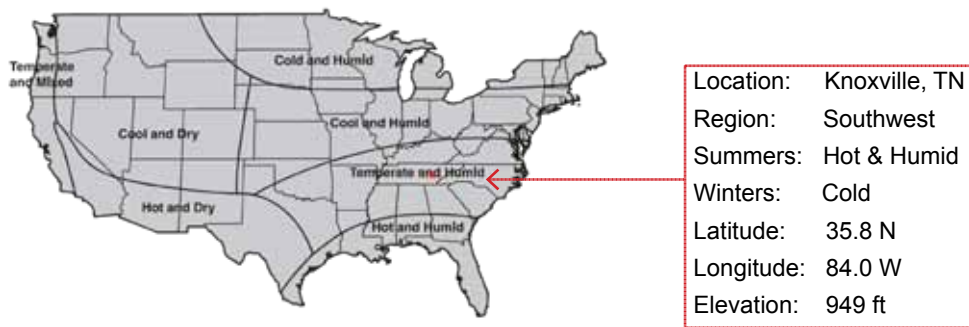 Temperate
and Mixed
Cold and Humid
Cool and Dry
Cool and Humid
Temperate and Humid
Hot and Dry
Hot and Humid
Location: Knoxville, TN
Region: Southwest
Summers: Hot & Humid
Winters: Cold
Latitude: 35.8 N
Longitude: 84.0 W
Elevation: 949 ft